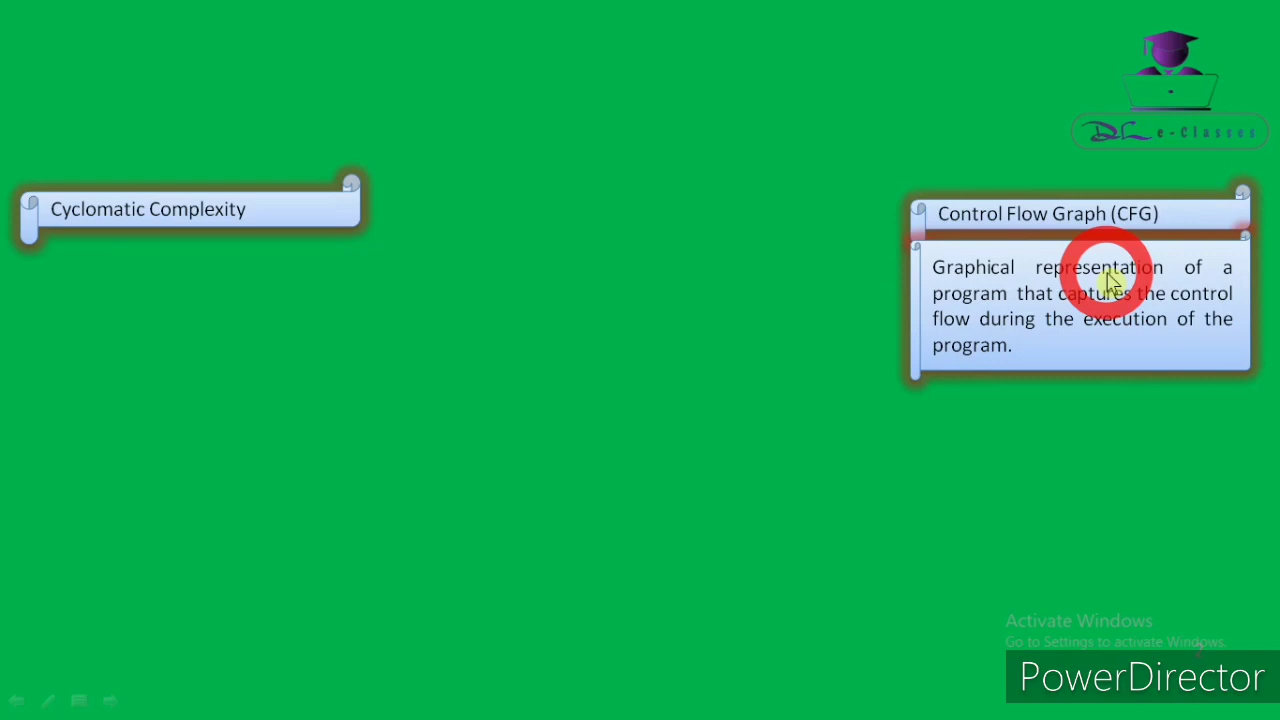 DL e-Classes
Cyclomatic Complexity
Control Flow Graph (CFG)
Graphical representation of a
program that captures the control
flow during the execution of the
program.
Activate Windows
Go to Settings to activate Windows.
PowerDirector